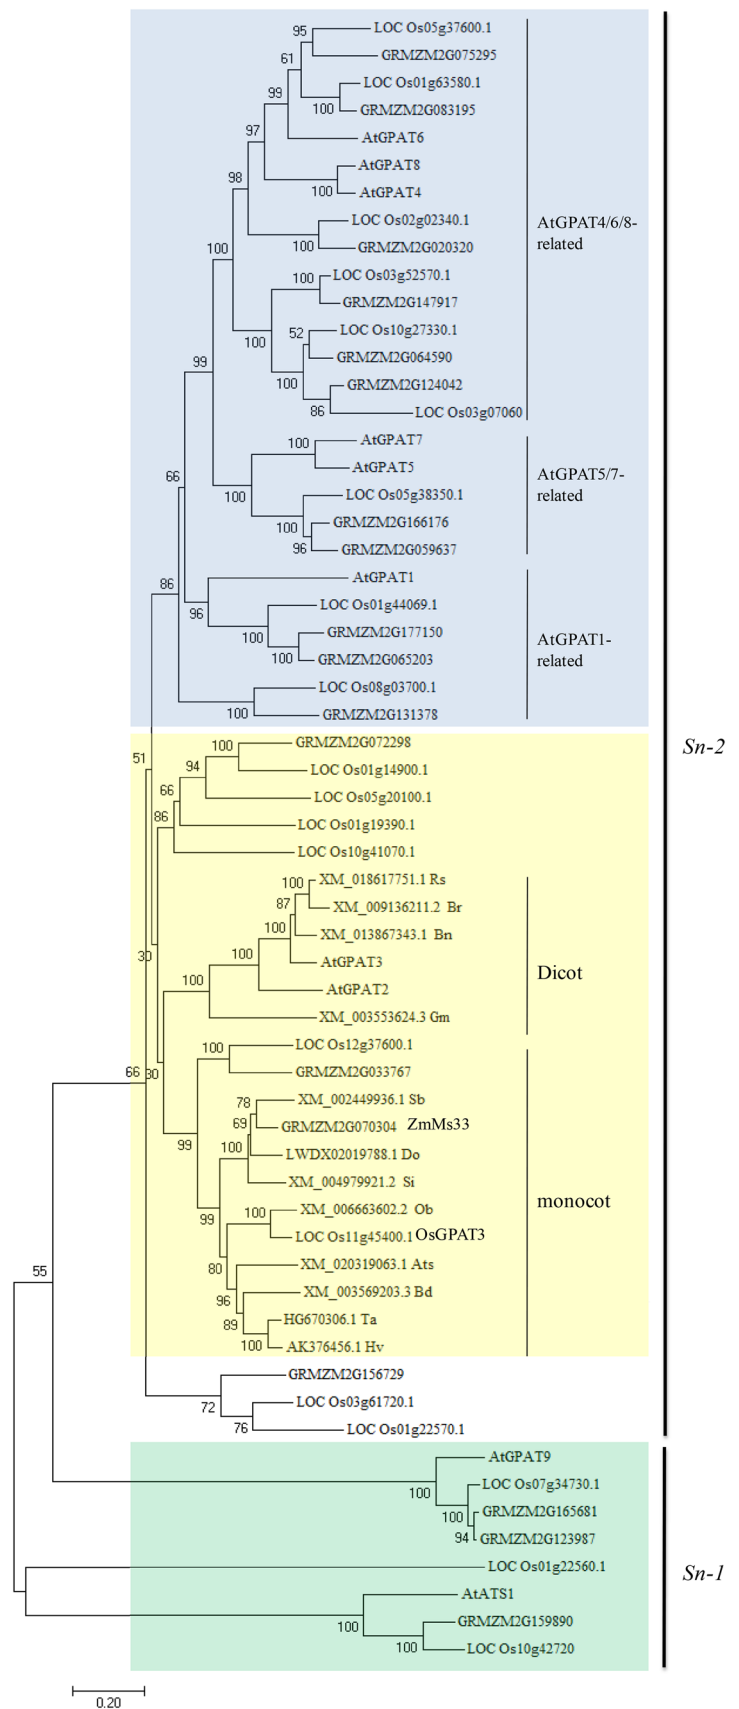 LOC Os05g37600.1
95
GRMZM2G075295
61
LOC Os01g63580.1
99
100
GRMZM2G083195
97
AtGPAT6
AtGPAT8
98
100
AtGPAT4
LOC Os02g02340.1
AtGPAT4/6/8-
related
100
100
GRMZM2G020320
LOC Os03g52570.1
100
GRMZM2G147917
52
LOC Os10g27330.1
100
GRMZM2G064590
99
100
GRMZM2G124042
86
LOC Os03g07060
100
AtGPAT7
AtGPAT5
66
AtGPAT5/7-
related
100
LOC Os05g38350.1
100
GRMZM2G166176
96
GRMZM2G059637
86
AtGPAT1
96
LOC Os01g44069.1
100
GRMZM2G177150
AtGPAT1-
related
100
GRMZM2G065203
LOC Os08g03700.1
100
GRMZM2G131378
Sn-2
51
100
GRMZM2G072298
94
LOC Os01g14900.1
66
LOC Os05g20100.1
86
LOC Os01g19390.1
LOC Os10g41070.1
100
XM_018617751.1 Rs
87
XM_009136211.2 Br
100
XM_013867343.1 Bn
30
100
AtGPAT3
Dicot
100
AtGPAT2
XM_003553624.3 Gm
100
LOC Os12g37600.1
66
30
GRMZM2G033767
78
XM_002449936.1 Sb
69
GRMZM2G070304 ZmMs33
99
100
LWDX02019788.1 Do
XM_004979921.2 Si
monocot
99
100
XM_006663602.2 Ob
LOC Os11g45400.1 OsGPAT3
80
XM_020319063.1 Ats
55
96
XM_003569203.3 Bd
89
HG670306.1 Ta
100
AK376456.1 Hv
GRMZM2G156729
72
LOC Os03g61720.1
76
LOC Os01g22570.1
AtGPAT9
100
LOC Os07g34730.1
100
GRMZM2G165681
94
GRMZM2G123987
LOC Os01g22560.1
Sn-1
AtATS1
100
GRMZM2G159890
100
LOC Os10g42720
0.20